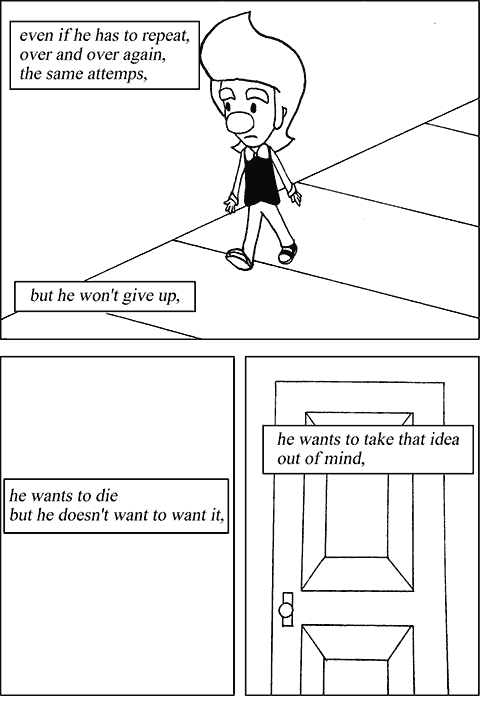 even if he has to repeat,
over and over again,
the same attemps,
but he won't give up,
he wants to die
but he doesn't want to want it,
he wants to take that idea
out of mind,